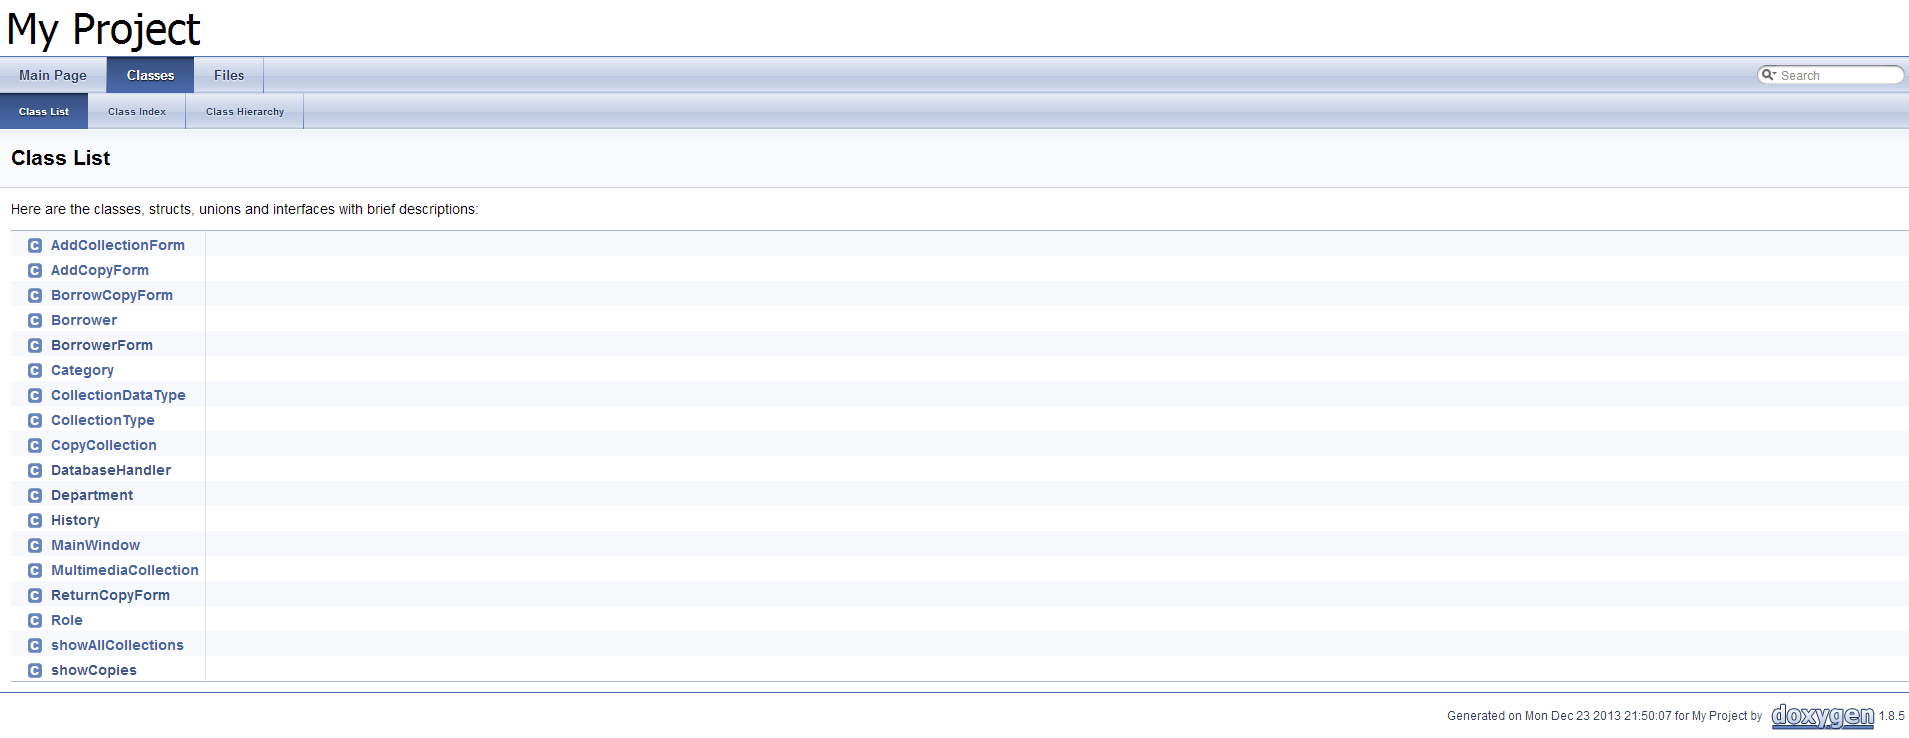 My Project
Main Page Classes Files Search
Class List Class Index Class Hierarchy
Class List
Here are the classes, structs, unions and interfaces with brief descriptions:
C AddCollectionForm
C AddCopyForm
C BorrowCopyForm
C Borrower
C BorrowerForm
C Category
C CollectionDataType
C CollectionType
C CopyCollection
C DatabaseHandler
C Department
C History
C MainWindow
C MultimediaCollection
C ReturnCopyForm
C Role
C showAllCollections
C showCopies
Generated on Mon Dec 23 2013 21:50:07 for My Project by doxygen 1.8.5